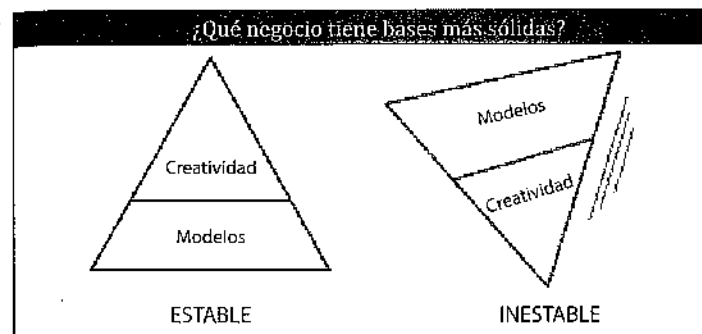 ¿Qué negocio tiene bases más sólidas?
Creatividad
Modelos
ESTABLE
Modelos
Creatividad
INESTABLE